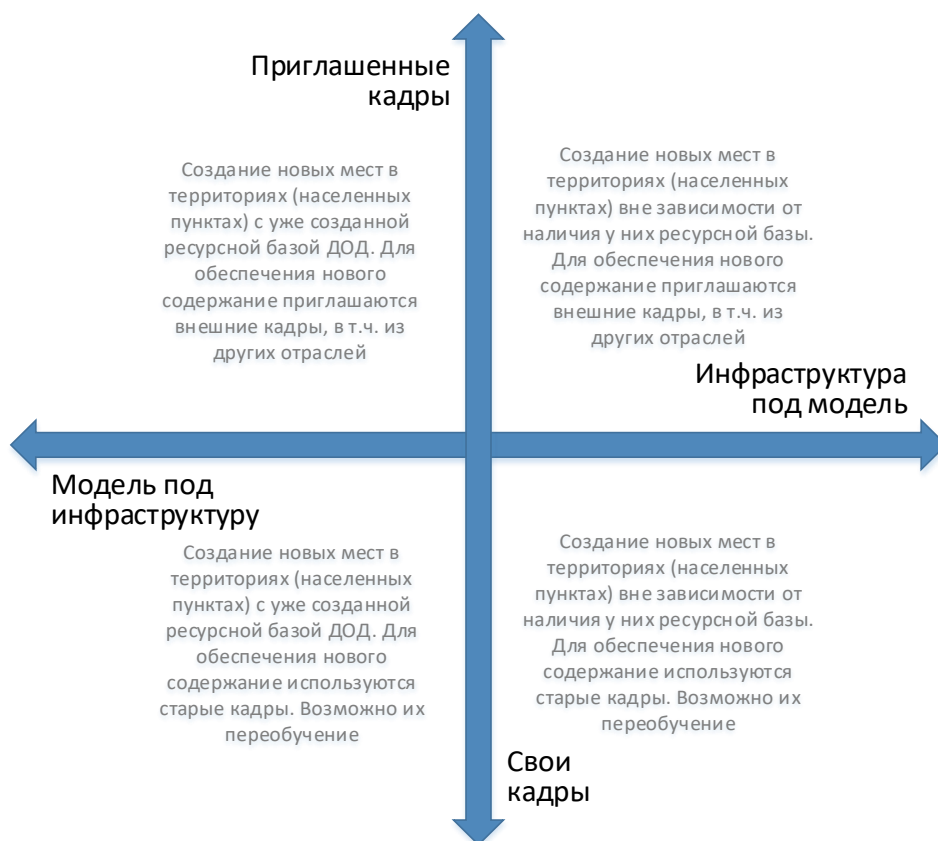 Приглашенные
кадры
Создание новых мест в
территориях (населенных
пунктах) с уже созданной
ресурсной базой ДОД. Для
обеспечения нового
содержание приглашаются
внешние кадры, в т.ч. из
других отраслей
Создание новых мест в
территориях (населенных
пунктах) вне зависимости от
наличия у них ресурсной базы.
Для обеспечения нового
содержание приглашаются
внешние кадры, в т.ч. из
других отраслей
Инфраструктура
под модель
Модель под
инфраструктуру
Создание новых мест в
территориях (населенных
пунктах) с уже созданной
ресурсной базой ДОД. Для
обеспечения нового
содержание используются
старые кадры. Возможно их
переобучение
Создание новых мест в
территориях (населенных
пунктах) вне зависимости от
наличия у них ресурсной базы.
Для обеспечения нового
содержание используются
старые кадры. Возможно их
переобучение
Свои
кадры